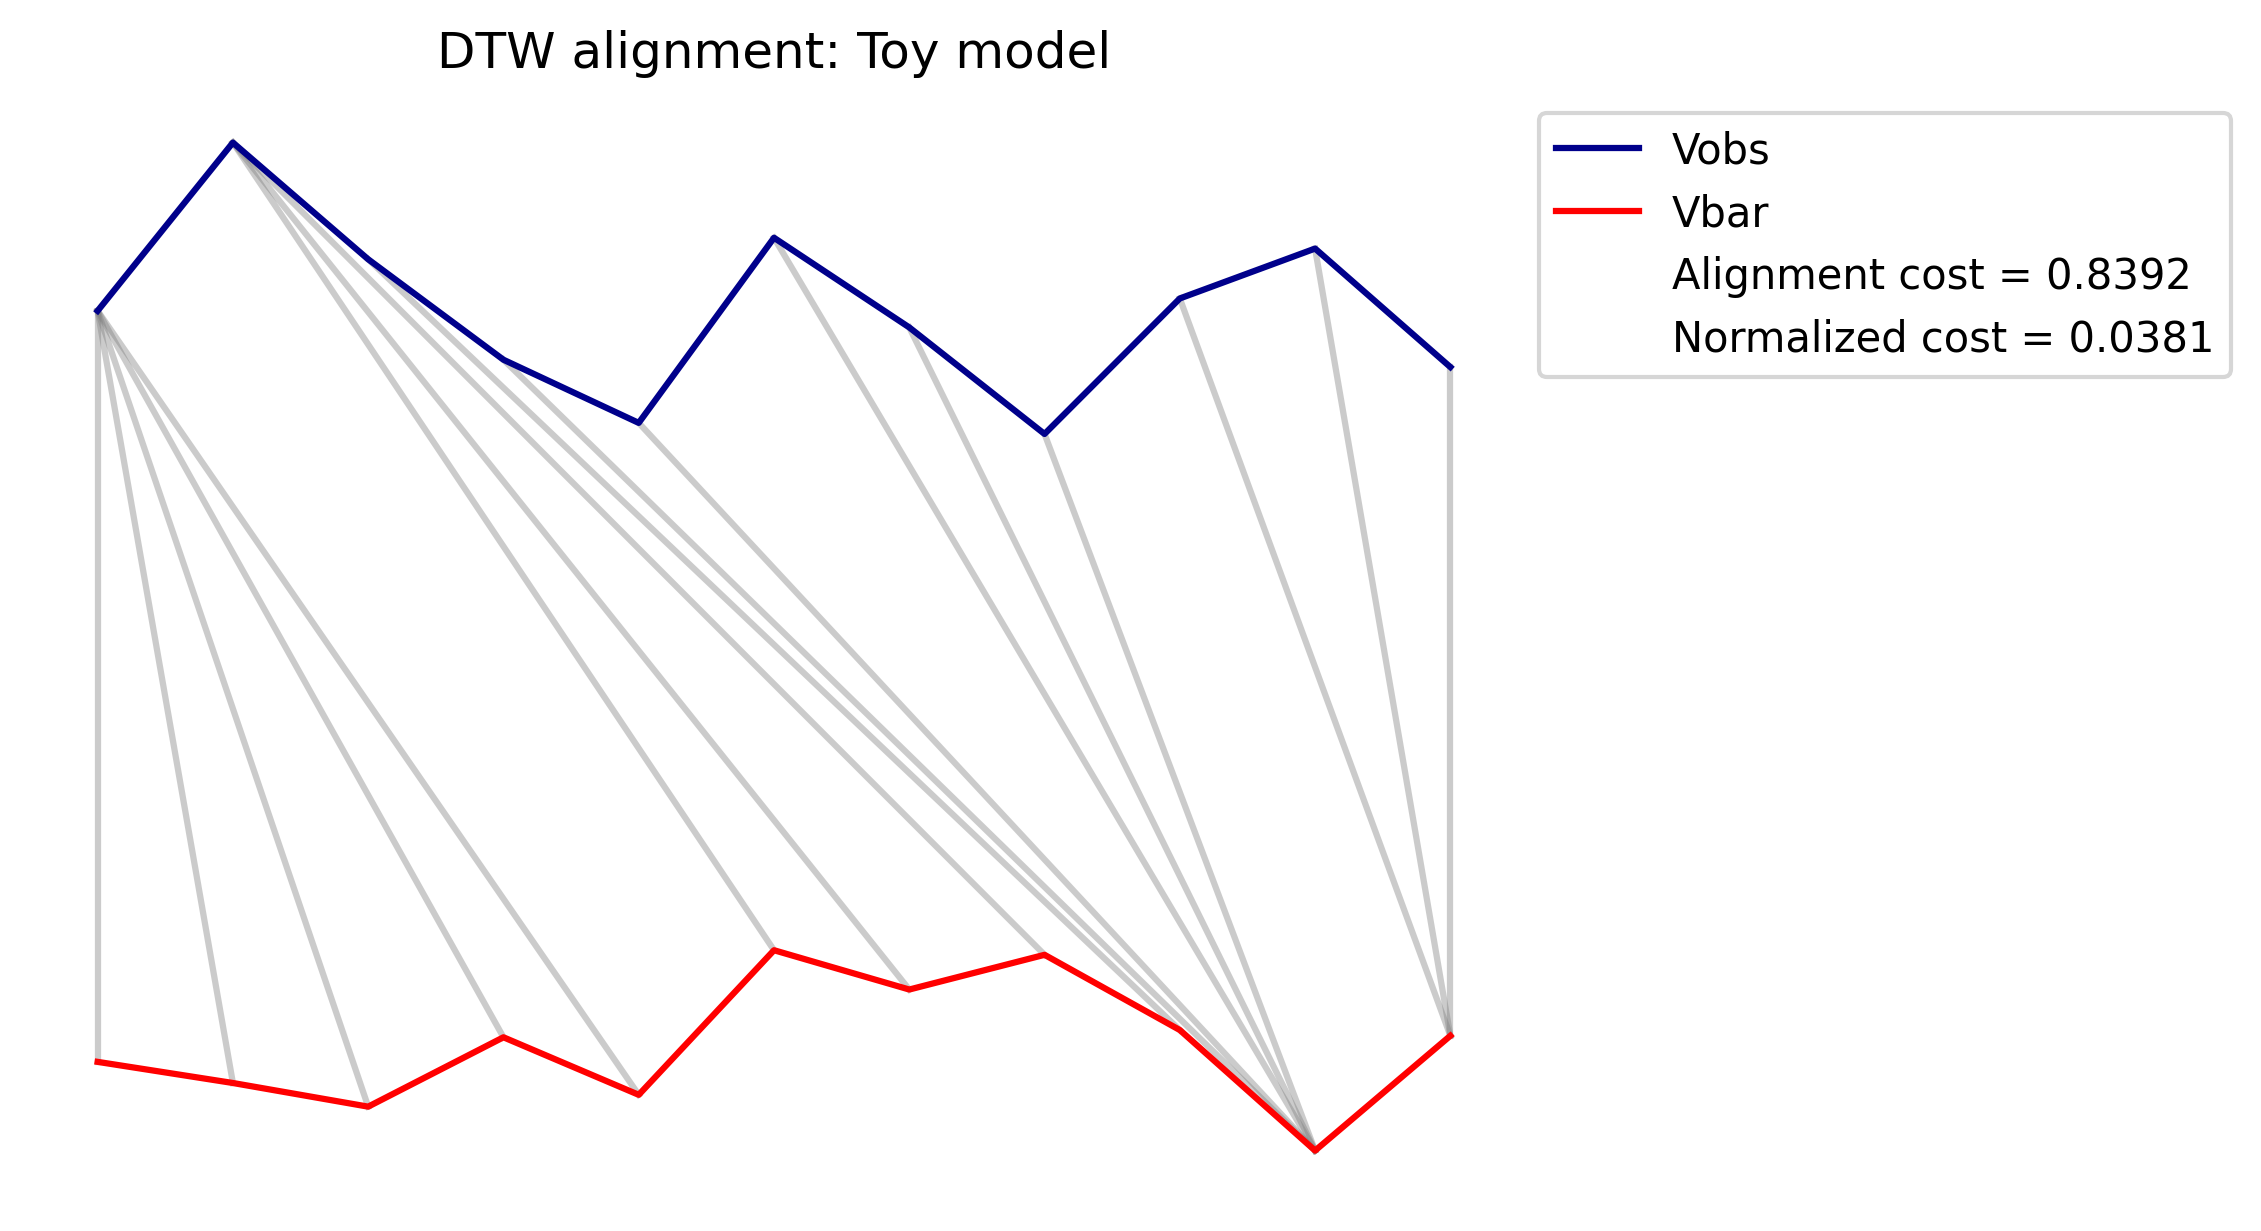 DTW alignment: Toy model
Vobs
Vbar
Alignment cost = 0.8392
Normalized cost = 0.0381